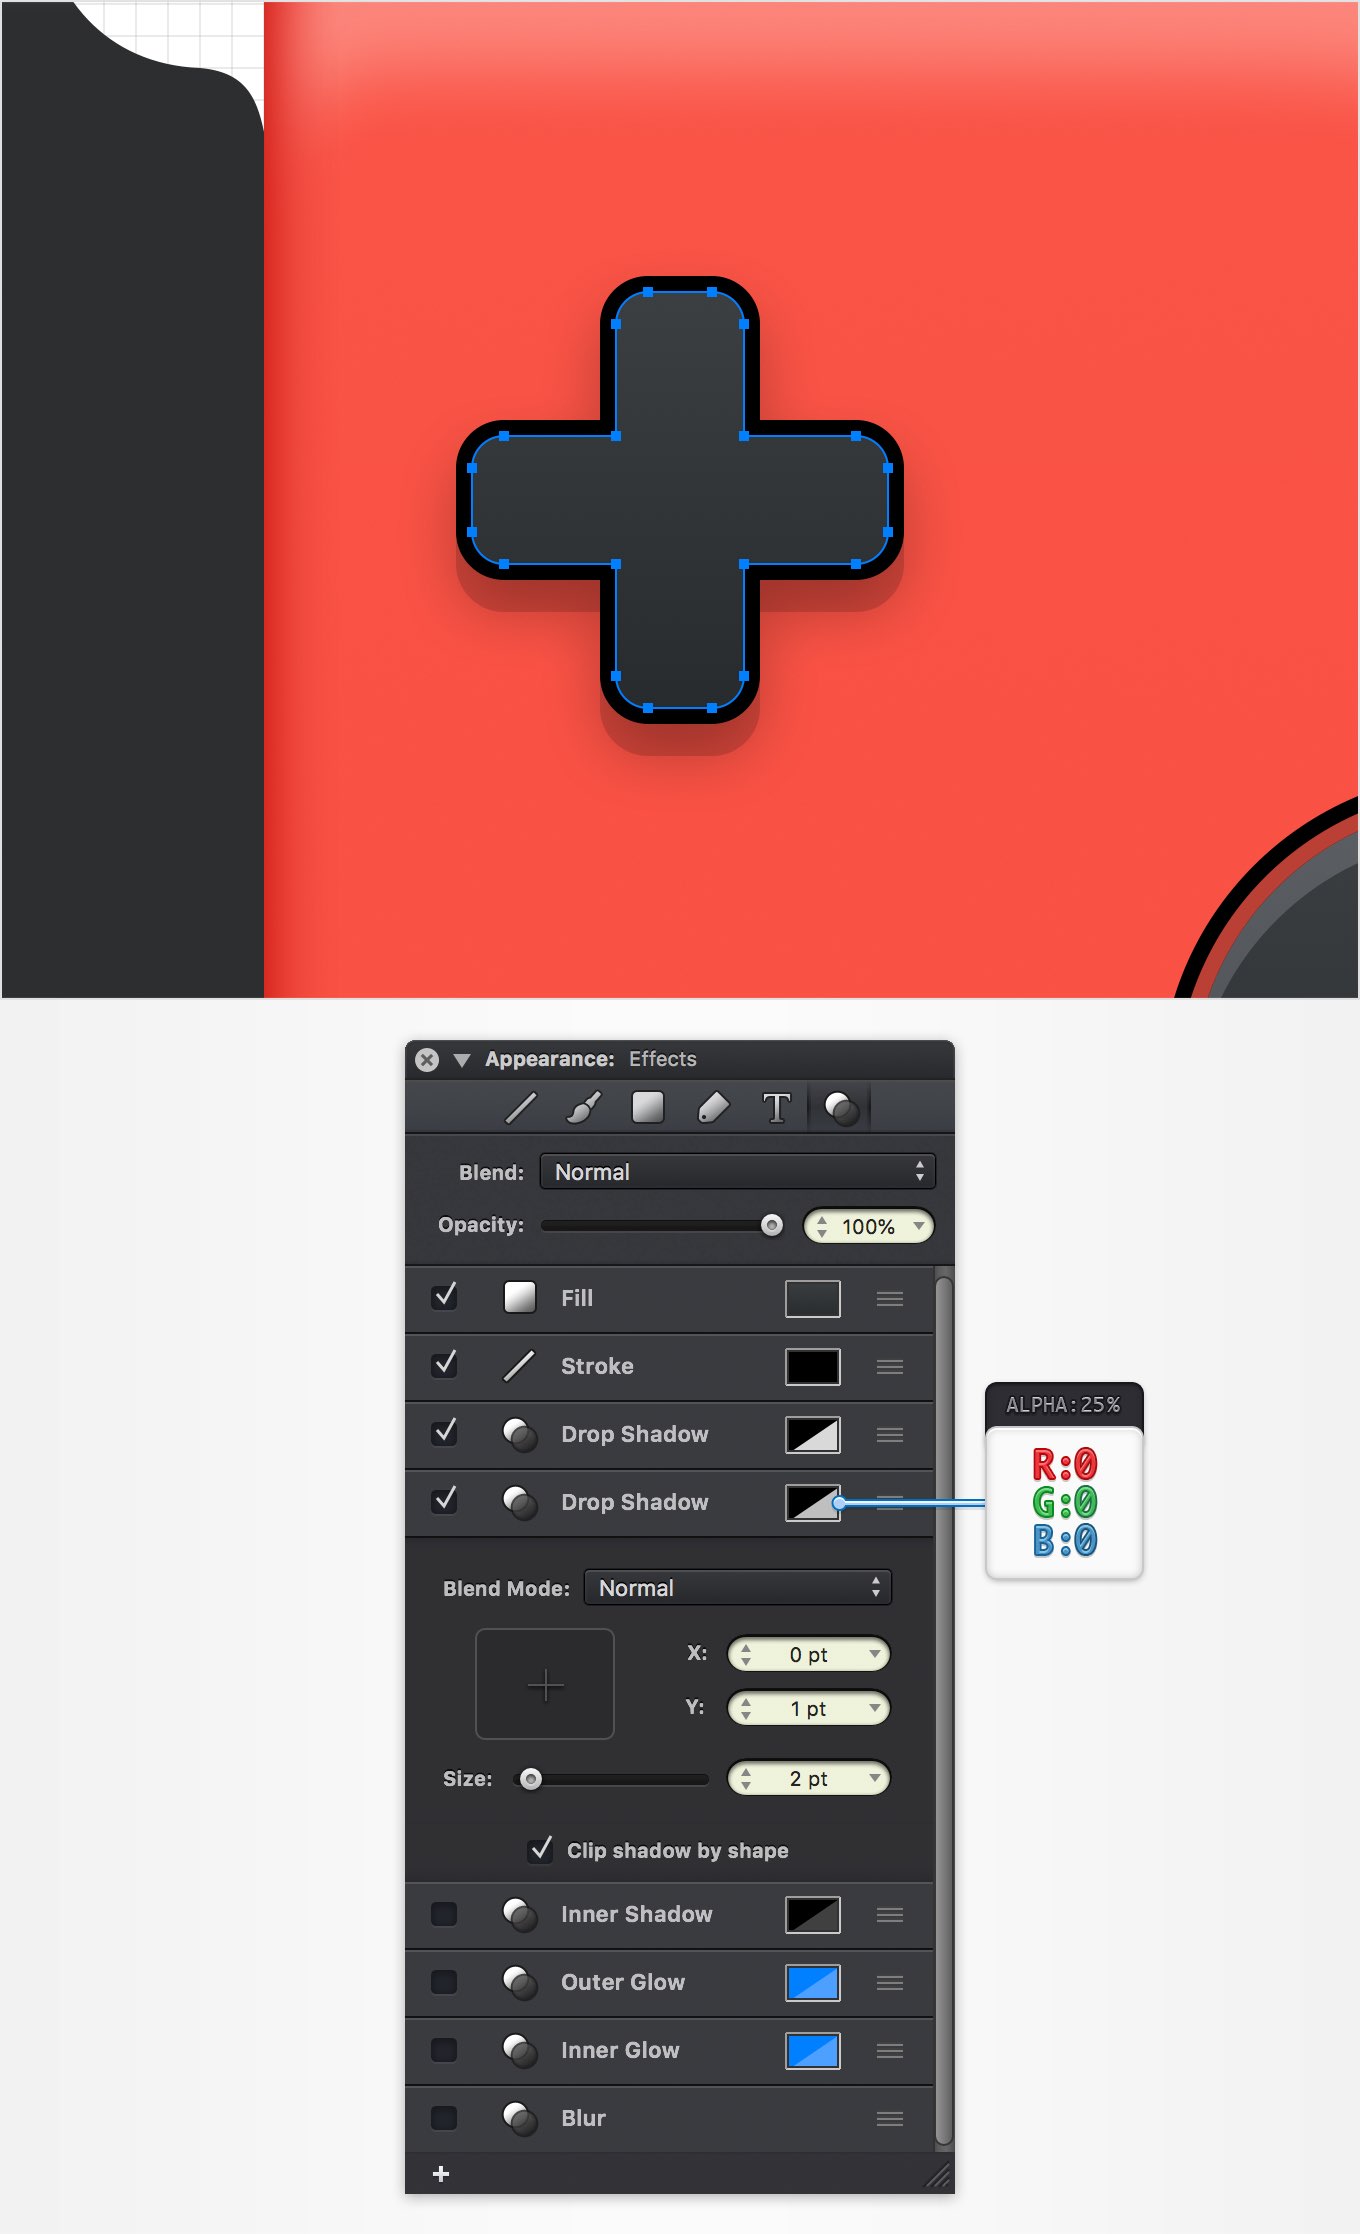 Appearance: Effects
T
Blend: Normal
Opacity: 100%
Fill
Stroke
Drop Shadow
Drop Shadow
ALPHA:25%
R:0
G:0
B:0
Blend Mode: Normal
X: 0 pt
Y: 1 pt
Size: 2 pt
Clip shadow by shape
Inner Shadow
Outer Glow
Inner Glow
Blur